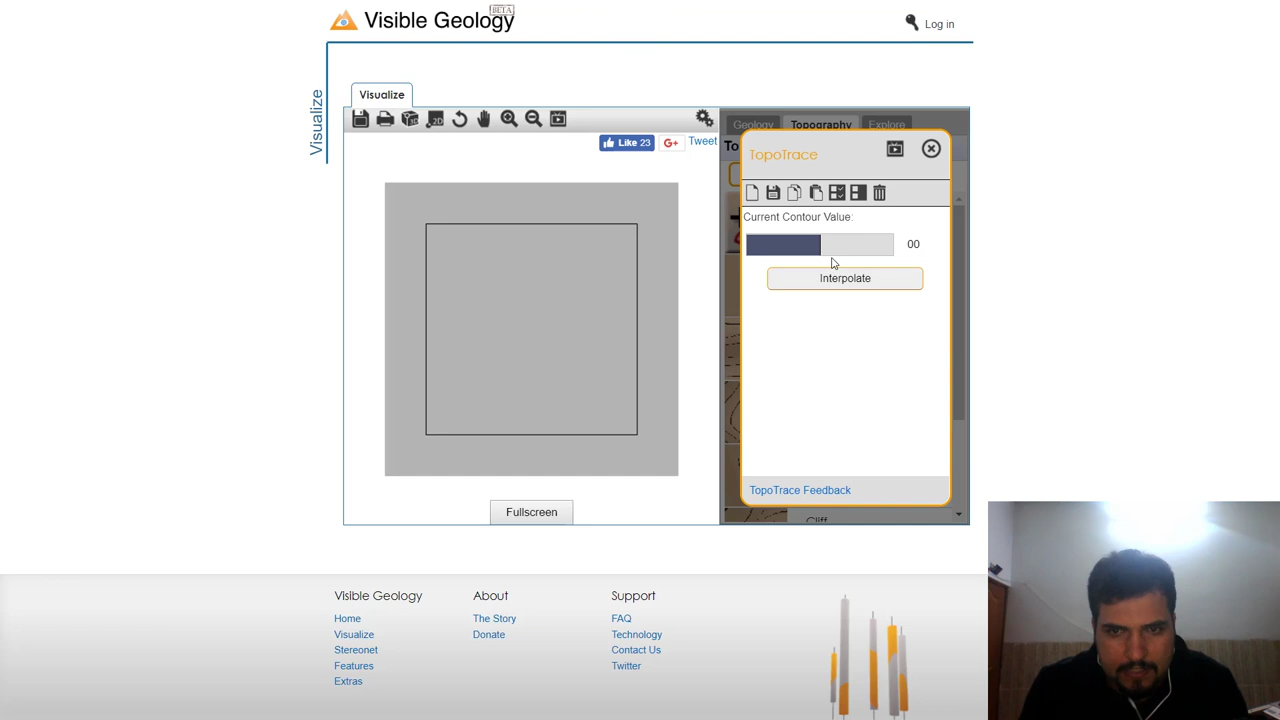 Visible Geology
BETA
Log in
Visualize
Visualize
2D
Like 23
G+
Tweet
Geology
Topography
Explore
To
TopoTrace
Current Contour Value:
00
Interpolate
TopoTrace Feedback
Cliff
Fullscreen
Visible Geology
Home
Visualize
Stereonet
Features
Extras
About
The Story
Donate
Support
FAQ
Technology
Contact Us
Twitter